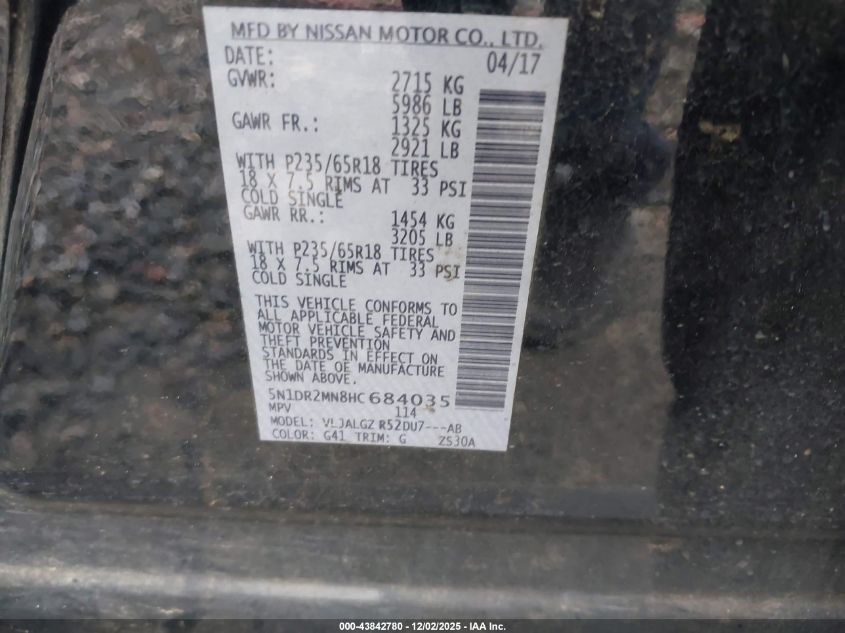 MFD BY NISSAN MOTOR CO., LTD.
DATE: 04/17
GVWR: 2715 KG
5986 LB
GAWR FR.: 1325 KG
2921 LB
WITH P235/65R18 TIRES
18 X 7.5 RIMS AT 33 PSI
COLD SINGLE
GAWR RR.: 1454 KG
3205 LB
WITH P235/65R18 TIRES
18 X 7.5 RIMS AT 33 PSI
COLD SINGLE
THIS VEHICLE CONFORMS TO
ALL APPLICABLE FEDERAL
MOTOR VEHICLE SAFETY AND
THEFT PREVENTION
STANDARDS IN EFFECT ON
THE DATE OF MANUFACTURE
SHOWN ABOVE.
5N1DR2MN8HC684035
MPV 114
MODEL: VLJALGZ R52DU7---AB
COLOR: G41 TRIM: G ZS30A
000-43842780 - 12/02/2025 - IAA Inc.